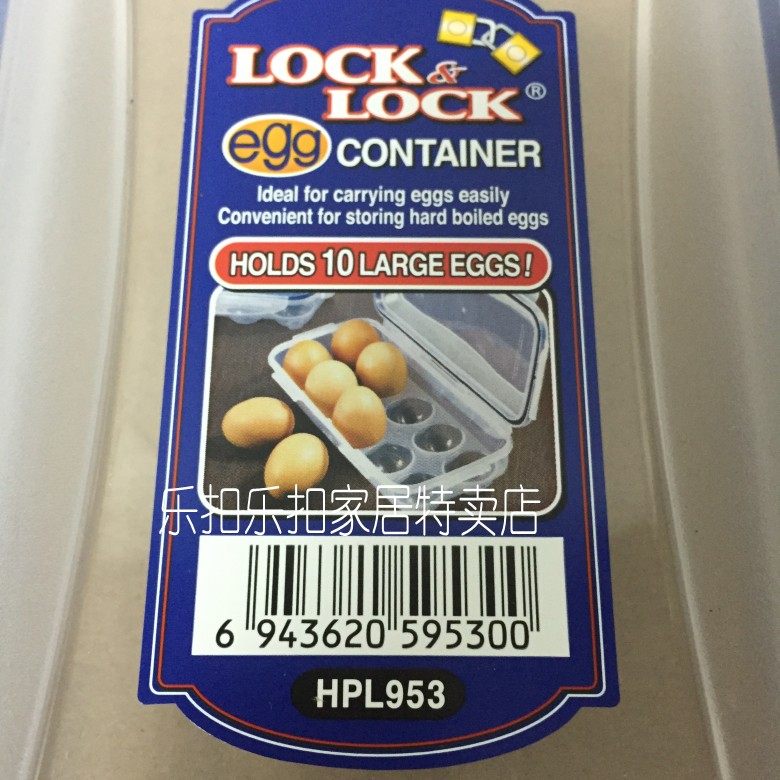 LOCK &
LOCK®
egg CONTAINER
Ideal for carrying eggs easily
Convenient for storing hard boiled eggs
HOLDS 10 LARGE EGGS!
乐扣乐扣家居特卖店
6 943620 595300
HPL953